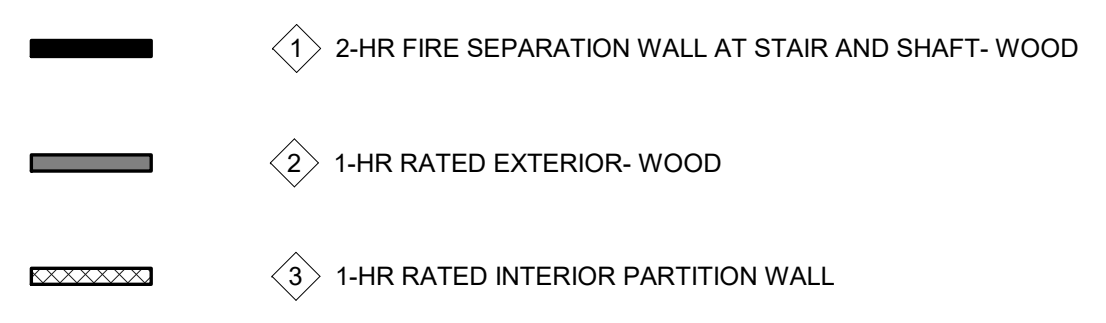 1 2-HR FIRE SEPARATION WALL AT STAIR AND SHAFT- WOOD
2 1-HR RATED EXTERIOR- WOOD
3 1-HR RATED INTERIOR PARTITION WALL